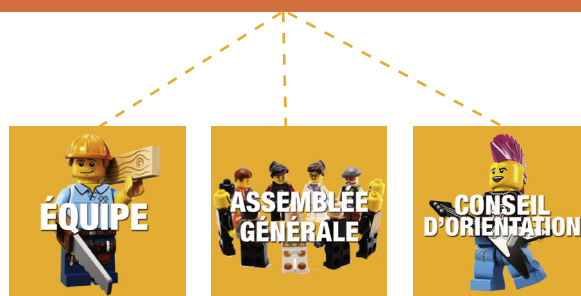 ÉQUIPE
ASSEMBLÉE
GÉNÉRALE
CONSEIL
D'ORIENTATION